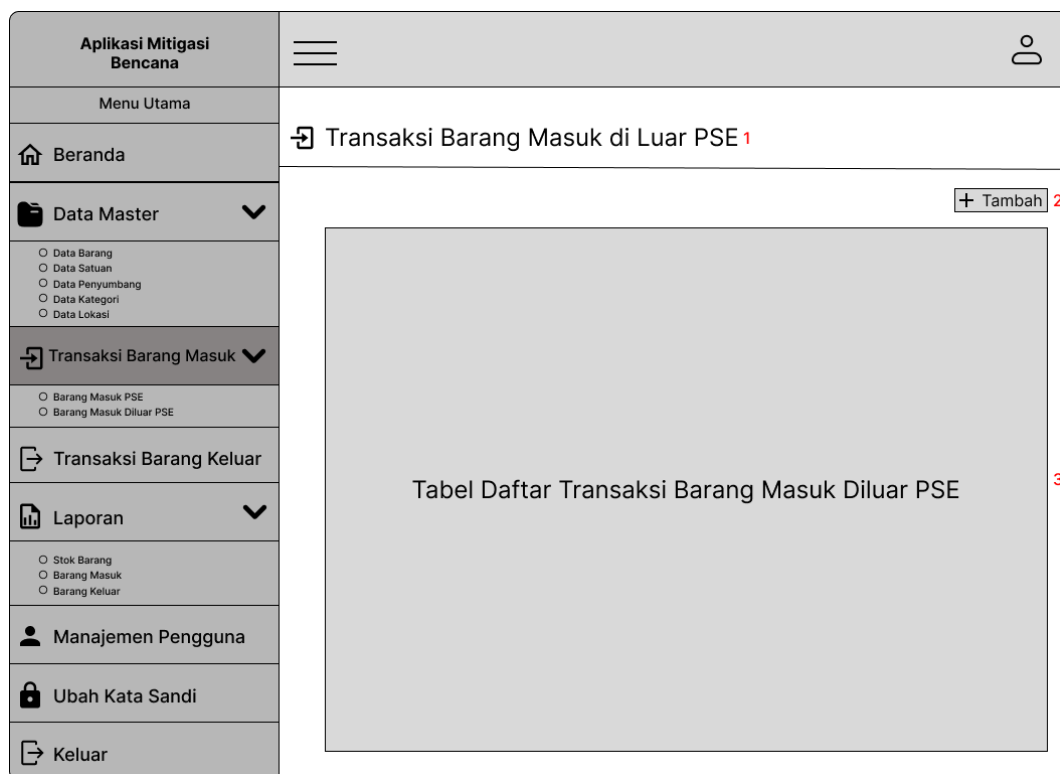 Aplikasi Mitigasi
Bencana
Menu Utama
Beranda
Data Master
Data Barang
Data Satuan
Data Penyumbang
Data Kategori
Data Lokasi
Transaksi Barang Masuk
Barang Masuk PSE
Barang Masuk Diluar PSE
Transaksi Barang Keluar
Laporan
Stok Barang
Barang Masuk
Barang Keluar
Manajemen Pengguna
Ubah Kata Sandi
Keluar
Transaksi Barang Masuk di Luar PSE 1
+ Tambah 2
Tabel Daftar Transaksi Barang Masuk Diluar PSE 3